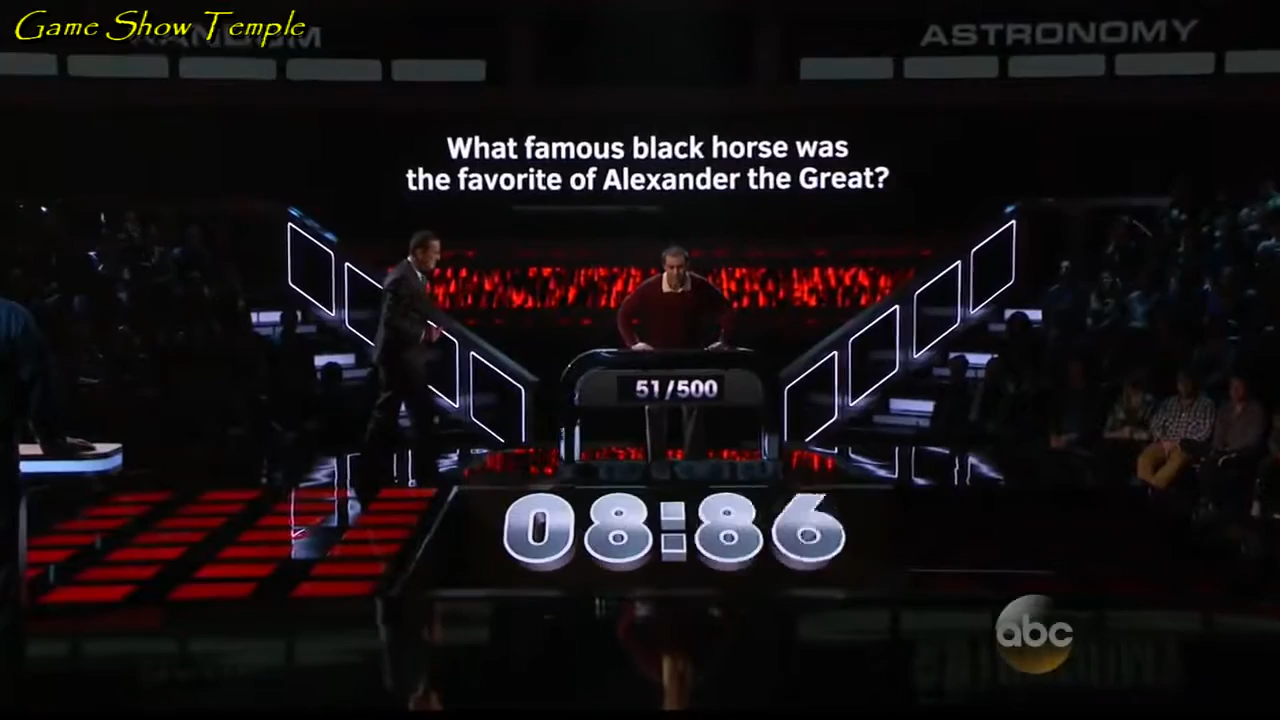 Game Show Temple
RANDOM
ASTRONOMY
What famous black horse was
the favorite of Alexander the Great?
51/500
08:86
abc